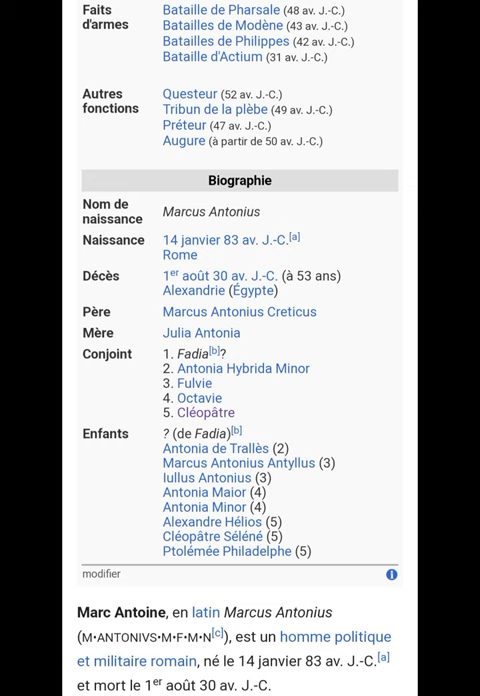 Faits d'armes
Bataille de Pharsale (48 av. J.-C.)
Batailles de Modène (43 av. J.-C.)
Batailles de Philippes (42 av. J.-C.)
Bataille d'Actium (31 av. J.-C.)
Autres fonctions
Questeur (52 av. J.-C.)
Tribun de la plèbe (49 av. J.-C.)
Préteur (47 av. J.-C.)
Augure (à partir de 50 av. J.-C.)
Biographie
Nom de naissance
Marcus Antonius
Naissance
14 janvier 83 av. J.-C.[a]
Rome
Décès
1er août 30 av. J.-C. (à 53 ans)
Alexandrie (Égypte)
Père
Marcus Antonius Creticus
Mère
Julia Antonia
Conjoint
1. Fadia[b]?
2. Antonia Hybrida Minor
3. Fulvie
4. Octavie
5. Cléopâtre
Enfants
? (de Fadia)[b]
Antonia de Trallès (2)
Marcus Antonius Antyllus (3)
Iullus Antonius (3)
Antonia Maior (4)
Antonia Minor (4)
Alexandre Hélios (5)
Cléopâtre Séléné (5)
Ptolémée Philadelphe (5)
modifier
Marc Antoine, en latin Marcus Antonius
(M•ANTONIVS•M•F•M•N[c]), est un homme politique
et militaire romain, né le 14 janvier 83 av. J.-C.[a]
et mort le 1er août 30 av. J.-C.